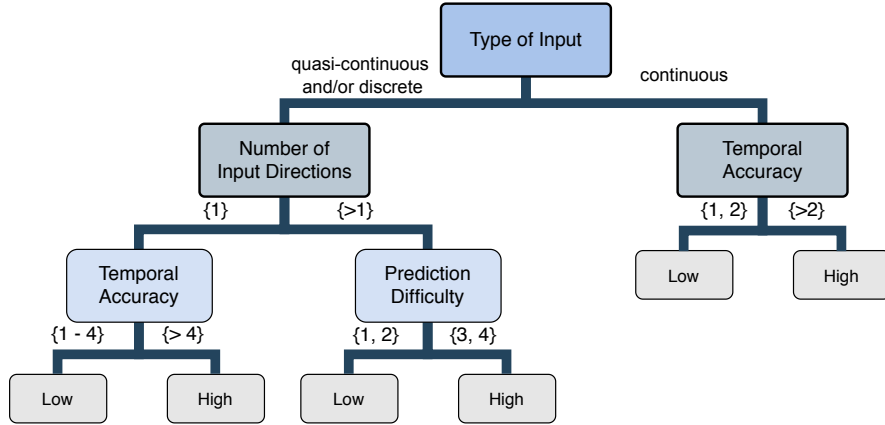 Type of Input
quasi-continuous
and/or discrete
continuous
Number of
Input Directions
Temporal
Accuracy
{1}
{>1}
{1, 2}
{>2}
Temporal
Accuracy
Prediction
Difficulty
Low
High
{1 - 4}
{> 4}
{1, 2}
{3, 4}
Low
High
Low
High